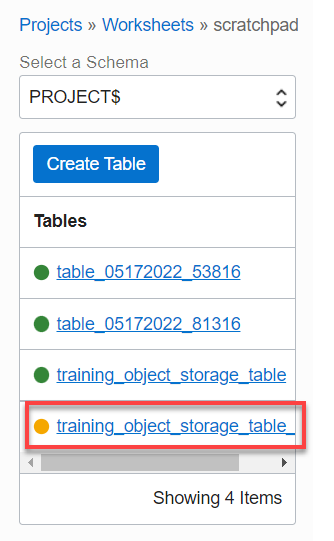 Projects » Worksheets » scratchpad
Select a Schema
PROJECT$
Create Table
Tables
table_05172022_53816
table_05172022_81316
training_object_storage_table
training_object_storage_table_
Showing 4 Items